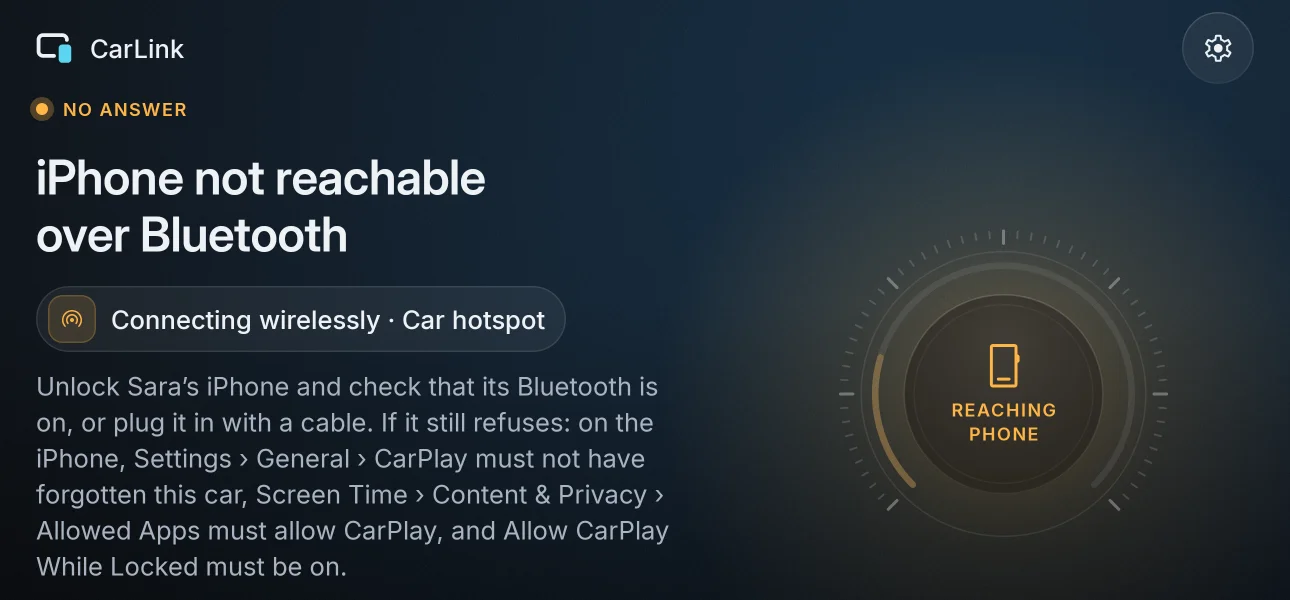 CarLink
NO ANSWER
iPhone not reachable
over Bluetooth
Connecting wirelessly · Car hotspot
Unlock Sara’s iPhone and check that its Bluetooth is
on, or plug it in with a cable. If it still refuses: on the
iPhone, Settings › General › CarPlay must not have
forgotten this car, Screen Time › Content & Privacy ›
Allowed Apps must allow CarPlay, and Allow CarPlay
While Locked must be on.
REACHING
PHONE